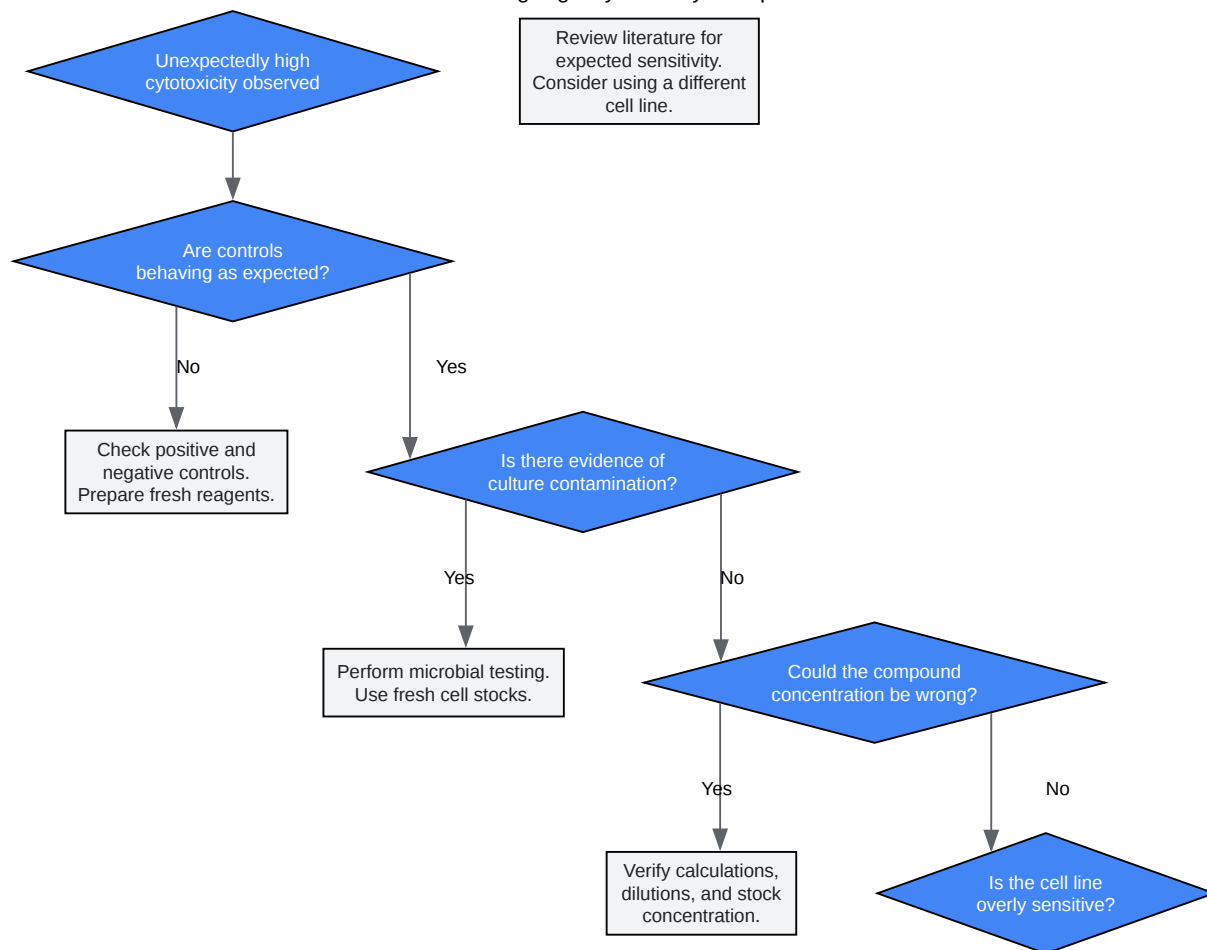 Unexpectedly high
cytotoxicity observed
Review literature for
expected sensitivity.
Consider using a different
cell line.
Are controls
behaving as expected?
No
Yes
Check positive and
negative controls.
Prepare fresh reagents.
Is there evidence of
culture contamination?
Yes
No
Perform microbial testing.
Use fresh cell stocks.
Could the compound
concentration be wrong?
Yes
No
Verify calculations,
dilutions, and stock
concentration.
Is the cell line
overly sensitive?